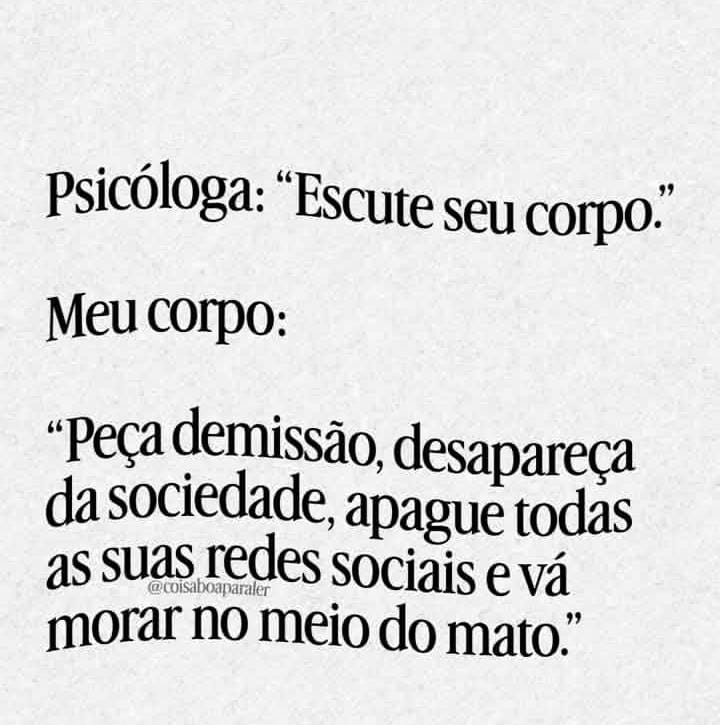 Psicóloga: “Escute seu corpo.”
Meu corpo:
“Peça demissão, desapareça
da sociedade, apague todas
as suas redes sociais e vá
@coisaboaparaler
morar no meio do mato.”